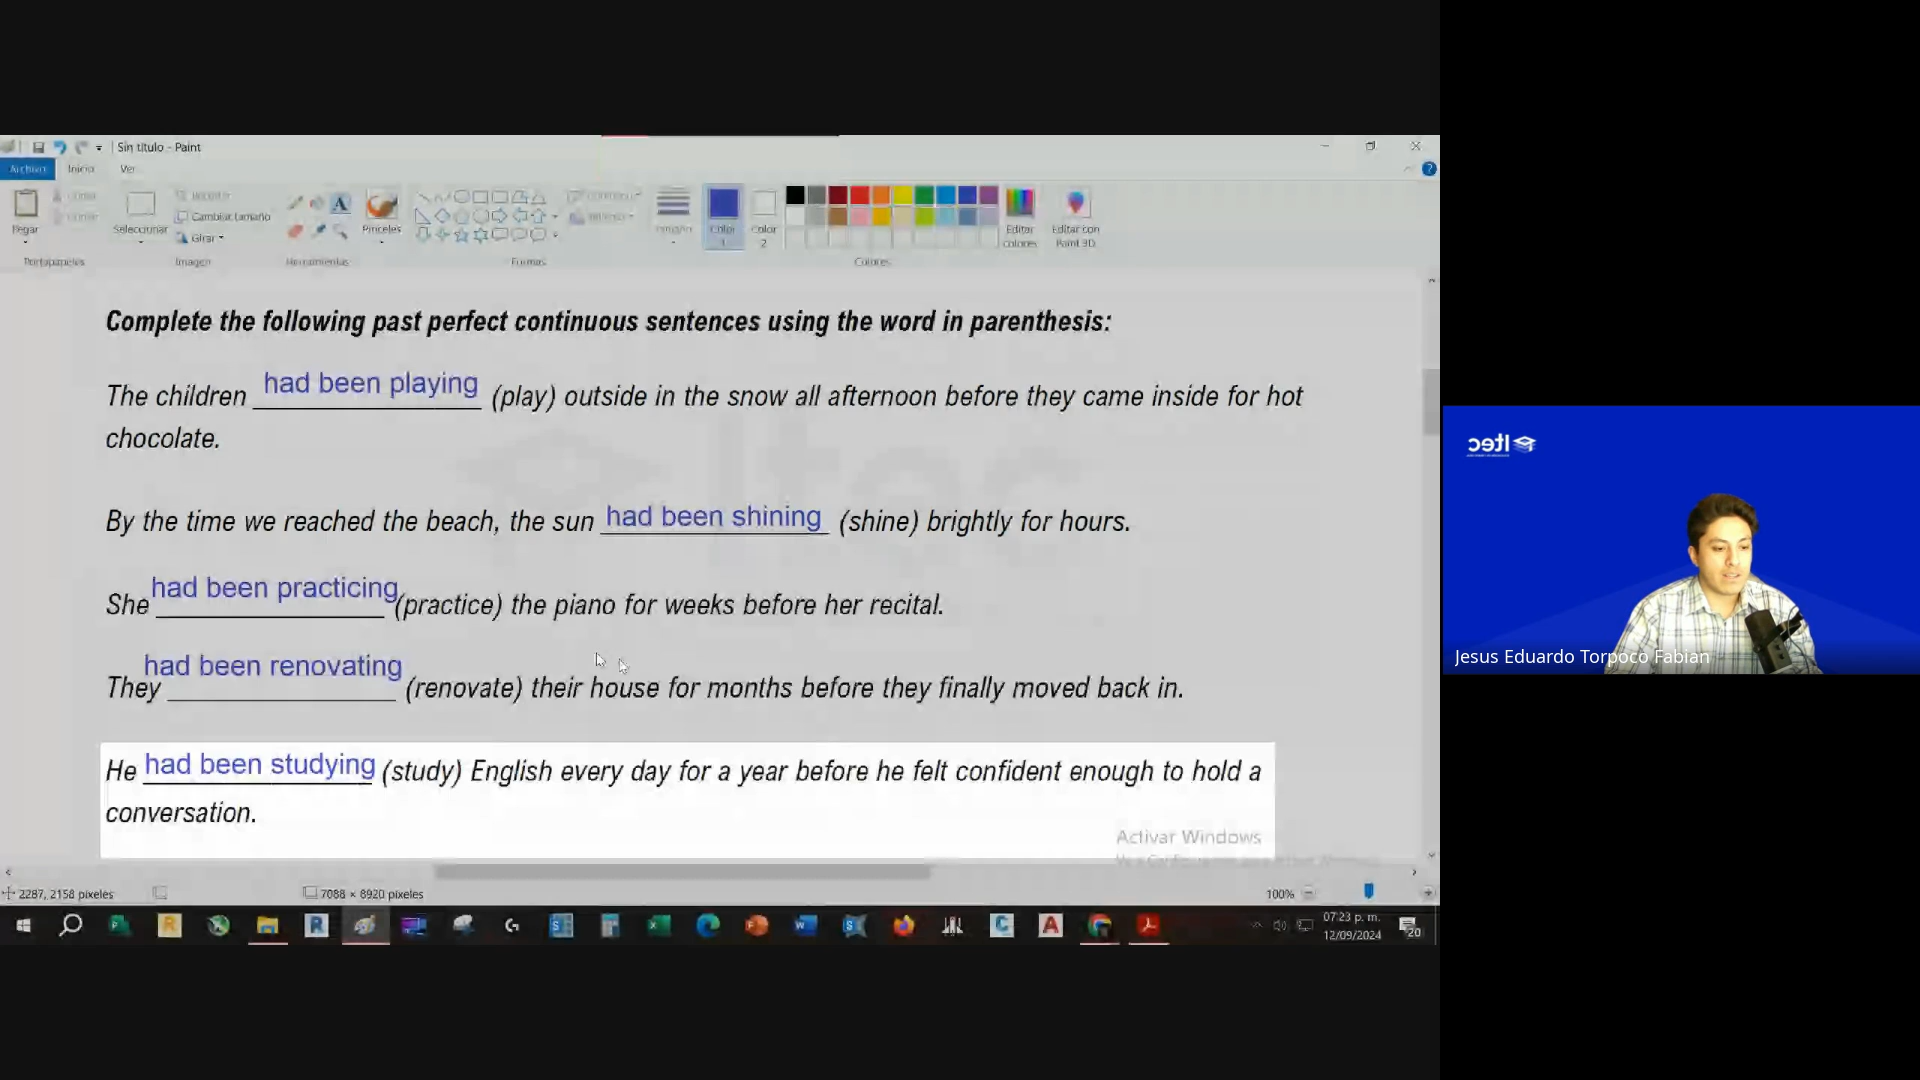 Sin título - Paint
Archivo Inicio Ver
Cambiar tamaño
Pegar Seleccionar Girar Pinceles Color 1 Color 2 Editar colores Editar con Paint 3D
Portapapeles Imagen Herramientas Formas Colores
Complete the following past perfect continuous sentences using the word in parenthesis:
The children had been playing (play) outside in the snow all afternoon before they came inside for hot
chocolate.
By the time we reached the beach, the sun had been shining (shine) brightly for hours.
She had been practicing (practice) the piano for weeks before her recital.
They had been renovating (renovate) their house for months before they finally moved back in.
He had been studying (study) English every day for a year before he felt confident enough to hold a
conversation.
Activar Windows
2287, 2158 píxeles 7088 × 8920 píxeles 100%
07:23 p. m.
12/09/2024
20
Itec
Jesus Eduardo Torpoco Fabian